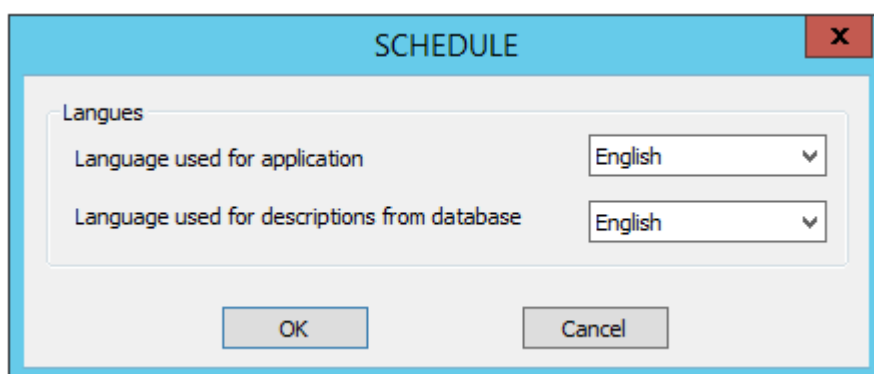 SCHEDULE
x
Langues
Language used for application English
Language used for descriptions from database English
OK Cancel